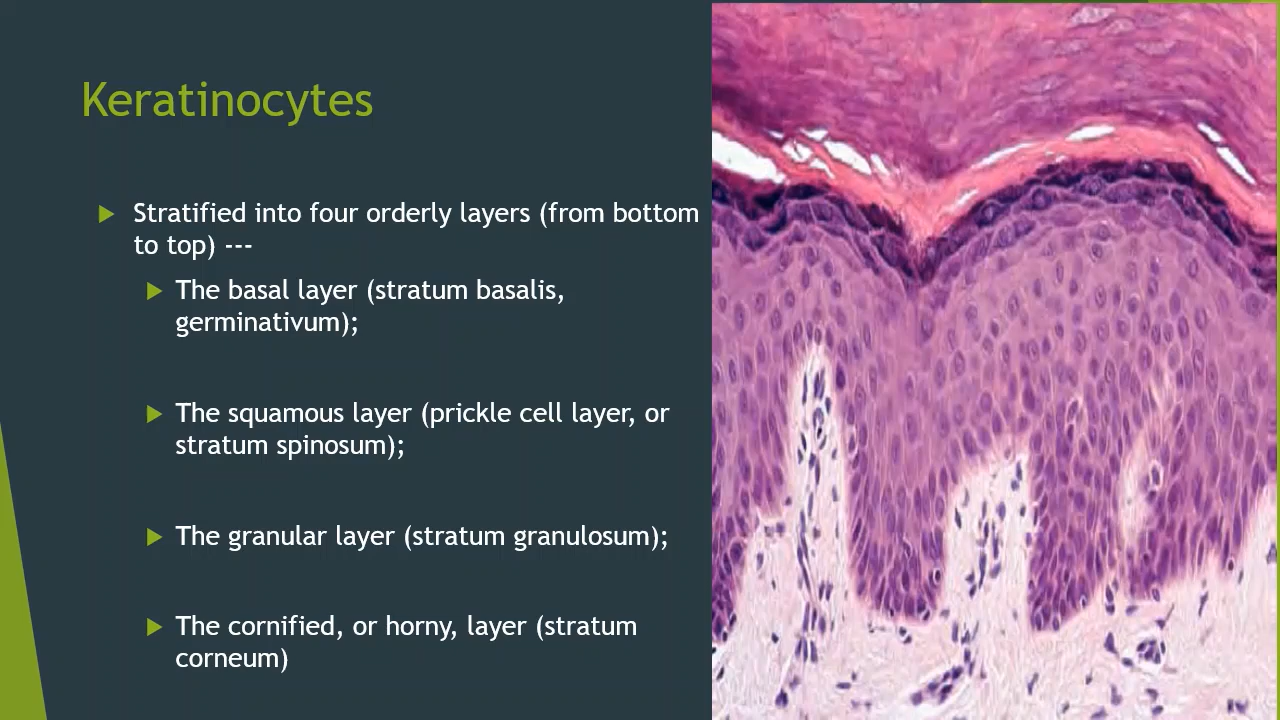 Keratinocytes
Stratified into four orderly layers (from bottom
to top) ---
The basal layer (stratum basalis,
germinativum);
The squamous layer (prickle cell layer, or
stratum spinosum);
The granular layer (stratum granulosum);
The cornified, or horny, layer (stratum
corneum)